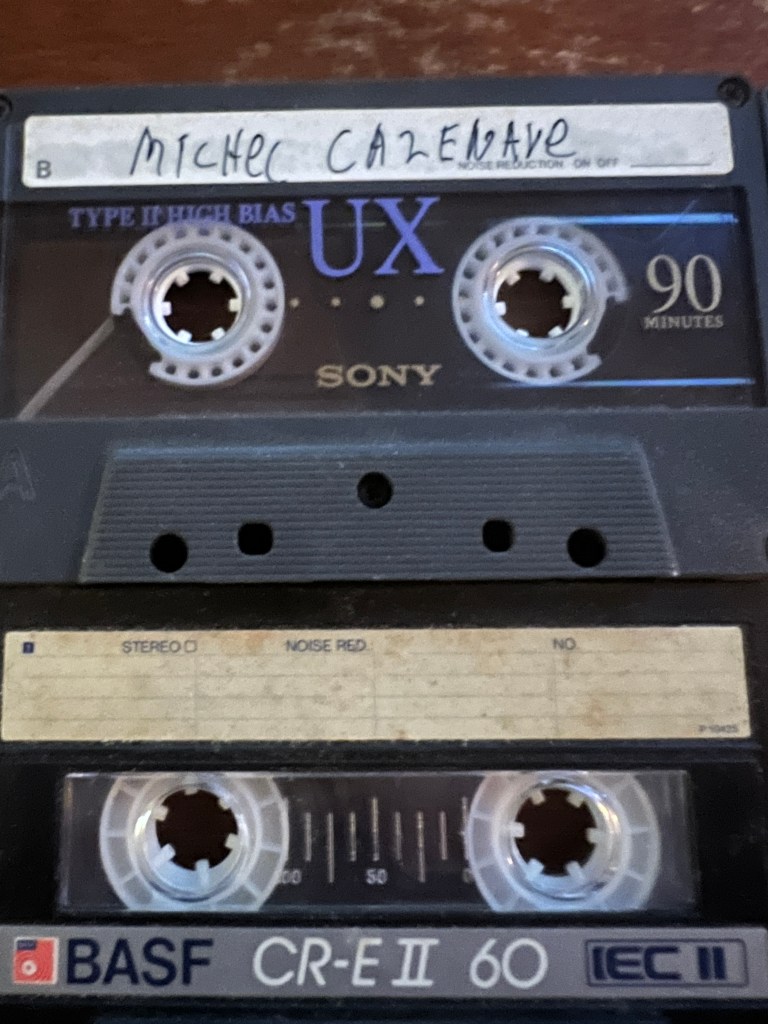 MICHEL CAZENAVE
B NOISE REDUCTION ON OFF
TYPE II HIGH BIAS UX
90
MINUTES
SONY
A
STEREO NOISE RED. NO.
50
BASF CR-E II 60 IEC II